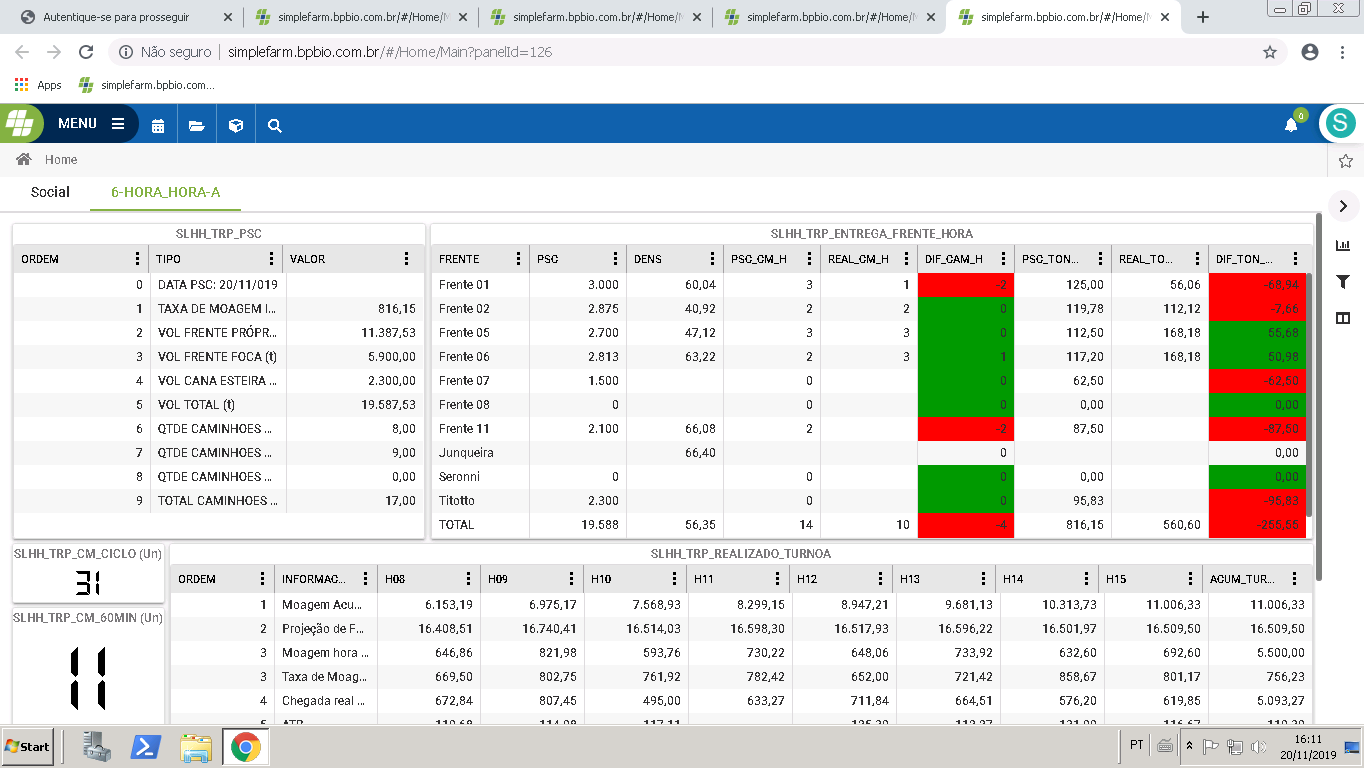 Autentique-se para prosseguir
simplefarm.bpbio.com.br/#/Home/M
simplefarm.bpbio.com.br/#/Home/M
simplefarm.bpbio.com.br/#/Home/M
simplefarm.bpbio.com.br/#/Home/M
Não seguro | simplefarm.bpbio.com.br/#/Home/Main?panelId=126
Apps simplefarm.bpbio.com...
MENU 0 S
Home
Social 6-HORA_HORA-A
SLHH_TRP_PSC
ORDEM TIPO VALOR
0 DATA PSC: 20/11/019
1 TAXA DE MOAGEM I... 816,15
2 VOL FRENTE PRÓPR... 11.387,53
3 VOL FRENTE FOCA (t) 5.900,00
4 VOL CANA ESTEIRA ... 2.300,00
5 VOL TOTAL (t) 19.587,53
6 QTDE CAMINHOES ... 8,00
7 QTDE CAMINHOES ... 9,00
8 QTDE CAMINHOES ... 0,00
9 TOTAL CAMINHOES ... 17,00
SLHH_TRP_ENTREGA_FRENTE_HORA
FRENTE PSC DENS PSC_CM_H REAL_CM_H DIF_CAM_H PSC_TON... REAL_TO... DIF_TON_...
Frente 01 3.000 60,04 3 1 -2 125,00 56,06 -68,94
Frente 02 2.875 40,92 2 2 0 119,78 112,12 -7,66
Frente 05 2.700 47,12 3 3 0 112,50 168,18 55,68
Frente 06 2.813 63,22 2 3 1 117,20 168,18 50,98
Frente 07 1.500 0 0 62,50 -62,50
Frente 08 0 0 0 0,00 0,00
Frente 11 2.100 66,08 2 -2 87,50 -87,50
Junqueira 66,40 0 0,00
Seronni 0 0 0 0,00 0,00
Titotto 2.300 0 0 95,83 -95,83
TOTAL 19.588 56,35 14 10 -4 816,15 560,60 -255,55
SLHH_TRP_CM_CICLO (Un)
31
SLHH_TRP_CM_60MIN (Un)
11
SLHH_TRP_REALIZADO_TURNOA
ORDEM INFORMAC... H08 H09 H10 H11 H12 H13 H14 H15 ACUM_TUR...
1 Moagem Acu... 6.153,19 6.975,17 7.568,93 8.299,15 8.947,21 9.681,13 10.313,73 11.006,33 11.006,33
2 Projeção de F... 16.408,51 16.740,41 16.514,03 16.598,30 16.517,93 16.596,22 16.501,97 16.509,50 16.509,50
3 Moagem hora ... 646,86 821,98 593,76 730,22 648,06 733,92 632,60 692,60 5.500,00
3 Taxa de Moag... 669,50 802,75 761,92 782,42 652,00 721,42 858,67 801,17 756,23
4 Chegada real ... 672,84 807,45 495,00 633,27 711,84 664,51 576,20 619,85 5.093,27
Start PT 16:11
20/11/2019